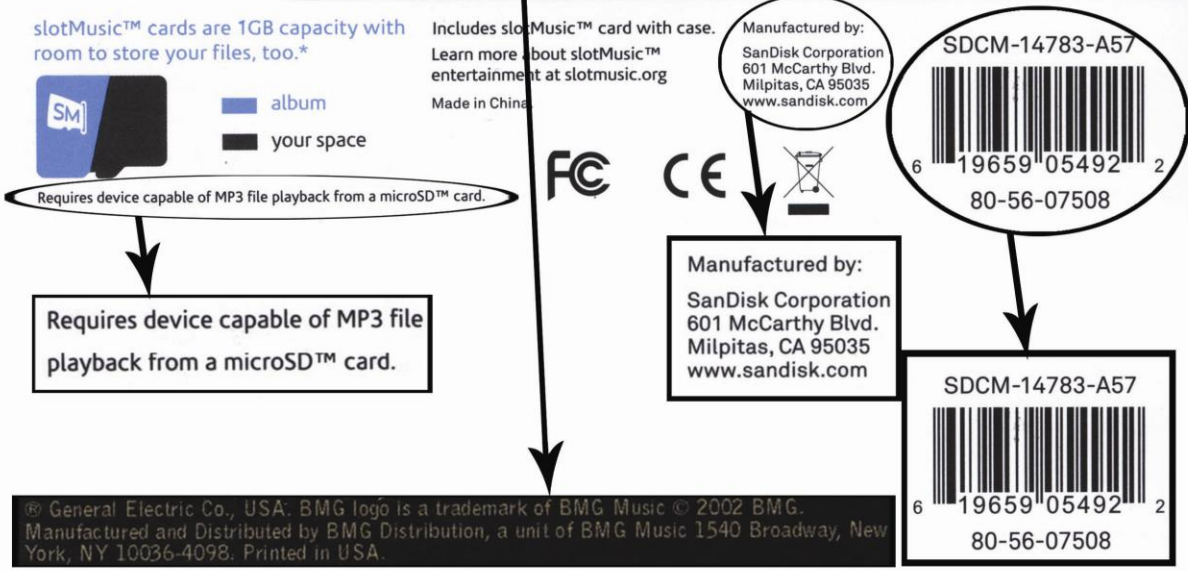 slotMusic™ cards are 1GB capacity with
room to store your files, too.*
SM
album
your space
Requires device capable of MP3 file playback from a microSD™ card.
Includes slotMusic™ card with case.
Learn more about slotMusic™
entertainment at slotmusic.org
Made in China.
FC CE
Manufactured by:
SanDisk Corporation
601 McCarthy Blvd.
Milpitas, CA 95035
www.sandisk.com
SDCM-14783-A57
6 19659 05492 2
80-56-07508
Requires device capable of MP3 file
playback from a microSD™ card.
Manufactured by:
SanDisk Corporation
601 McCarthy Blvd.
Milpitas, CA 95035
www.sandisk.com
SDCM-14783-A57
6 19659 05492 2
80-56-07508
® General Electric Co., USA. BMG logo is a trademark of BMG Music © 2002 BMG.
Manufactured and Distributed by BMG Distribution, a unit of BMG Music 1540 Broadway, New
York, NY 10036-4098. Printed in USA.